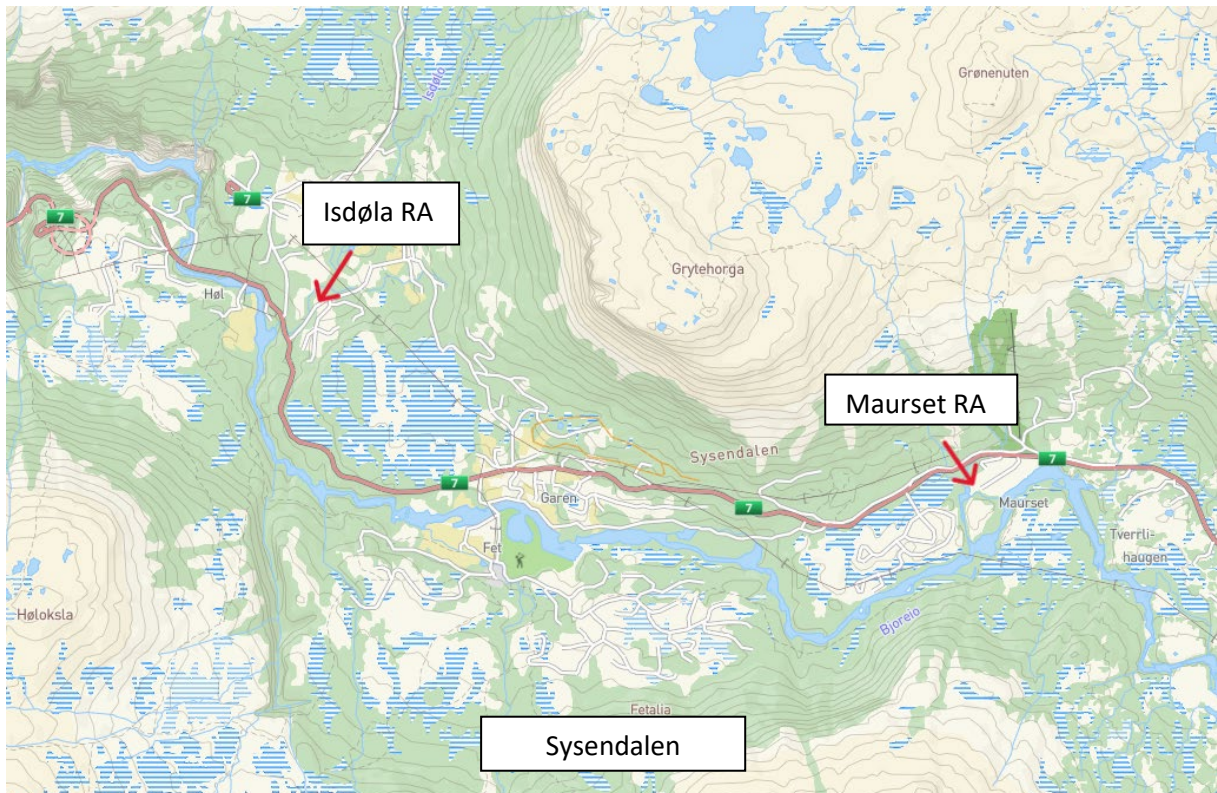 Isdølo
Grønenuten
7
Isdøla RA
7
Grytehorga
Høl
Maurset RA
Sysendalen
7
7
7
Garen
Maurset
Tverrli-
haugen
Fet
Høloksla
Bjoreio
Fetalia
Sysendalen